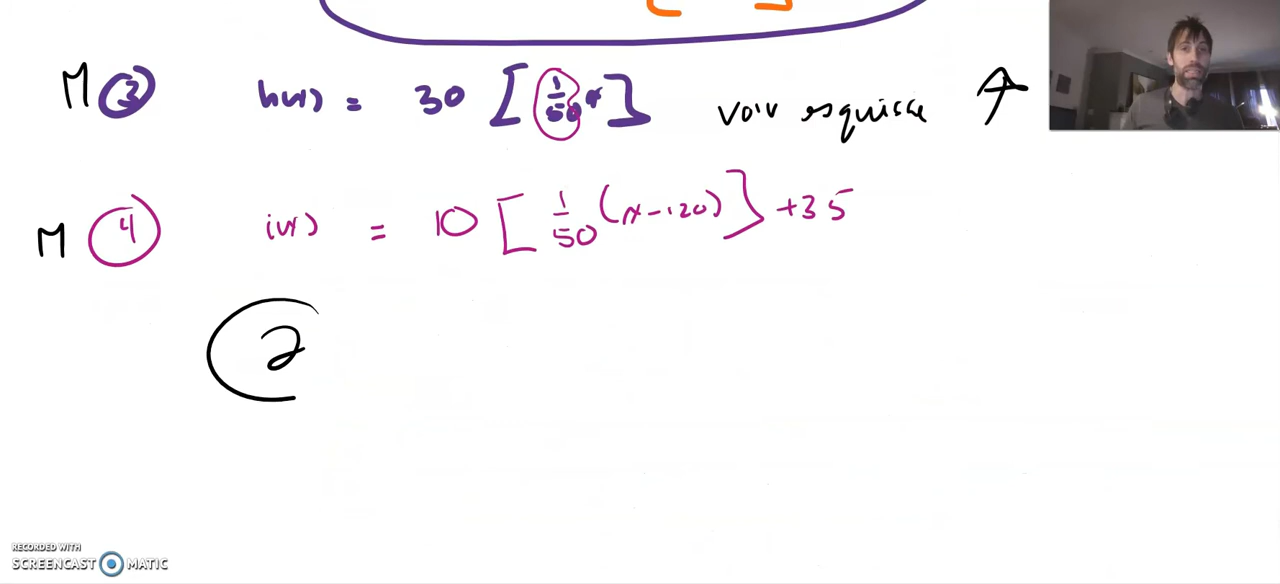 M 3 h(x) = 30 [ 1/50 x ] voir esquisse
M 4 i(x) = 10 [ 1/50 (x-120) ] +35
2
RECORDED WITH
SCREENCAST MATIC